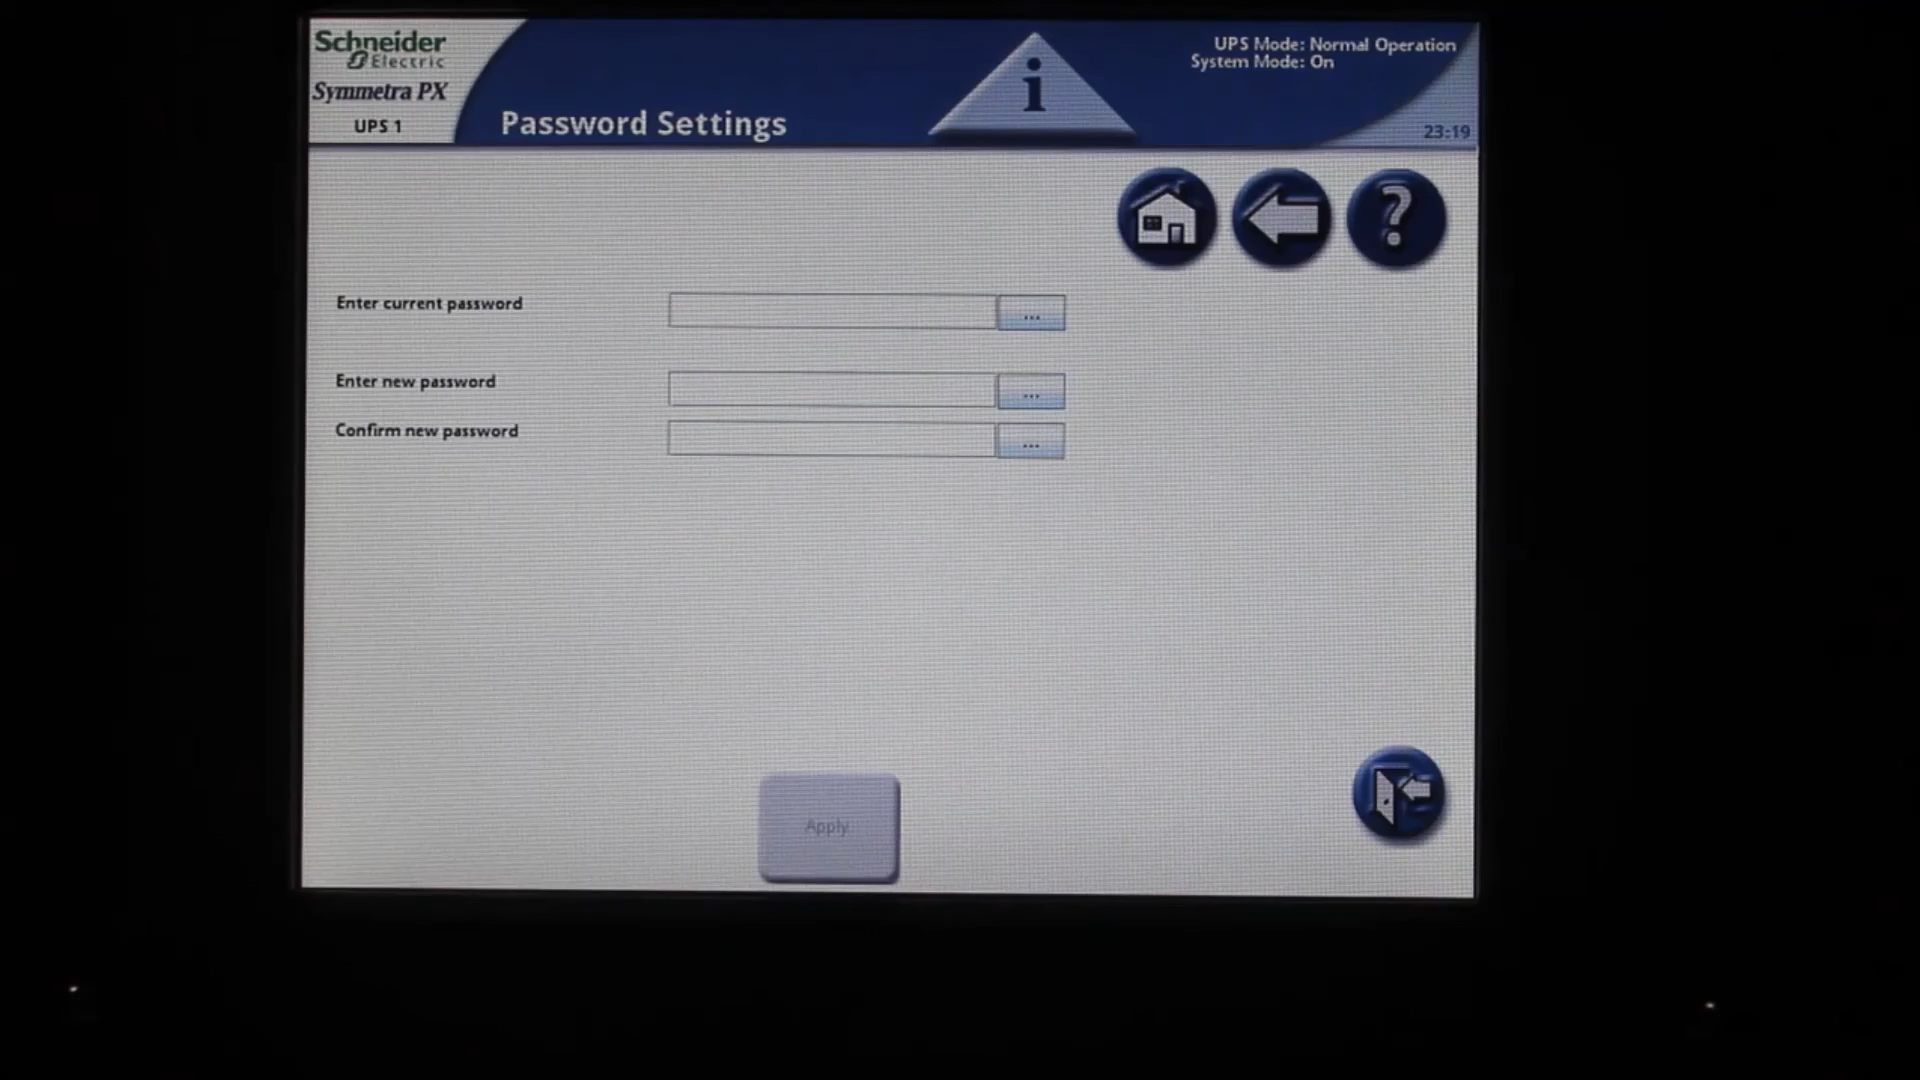 Schneider
Electric
Symmetra PX
UPS 1
Password Settings
i
UPS Mode: Normal Operation
System Mode: On
23:19
?
Enter current password
...
Enter new password
...
Confirm new password
...
Apply